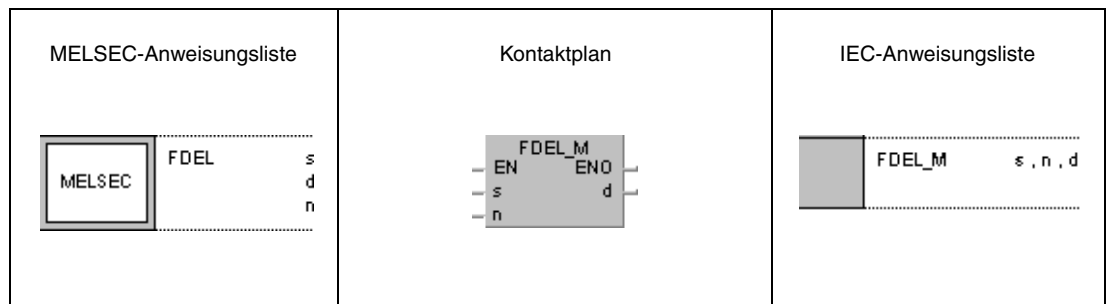 MELSEC-Anweisungsliste
MELSEC
FDEL s
d
n
Kontaktplan
FDEL_M
EN ENO
s d
n
IEC-Anweisungsliste
FDEL_M s , n , d